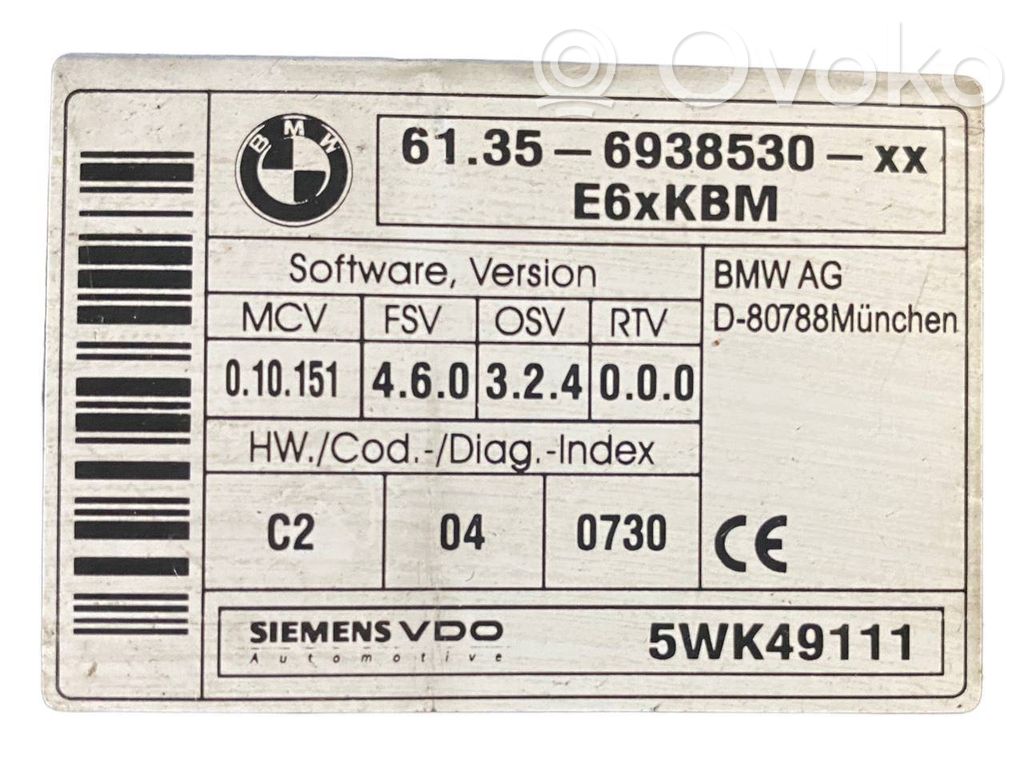 Ovoko®
BMW
61.35-6938530-xx
E6xKBM
Software, Version
MCV FSV OSV RTV
0.10.151 4.6.0 3.2.4 0.0.0
HW./Cod.-/Diag.-Index
C2 04 0730
BMW AG
D-80788München
CE
SIEMENS VDO
Automotive
5WK49111